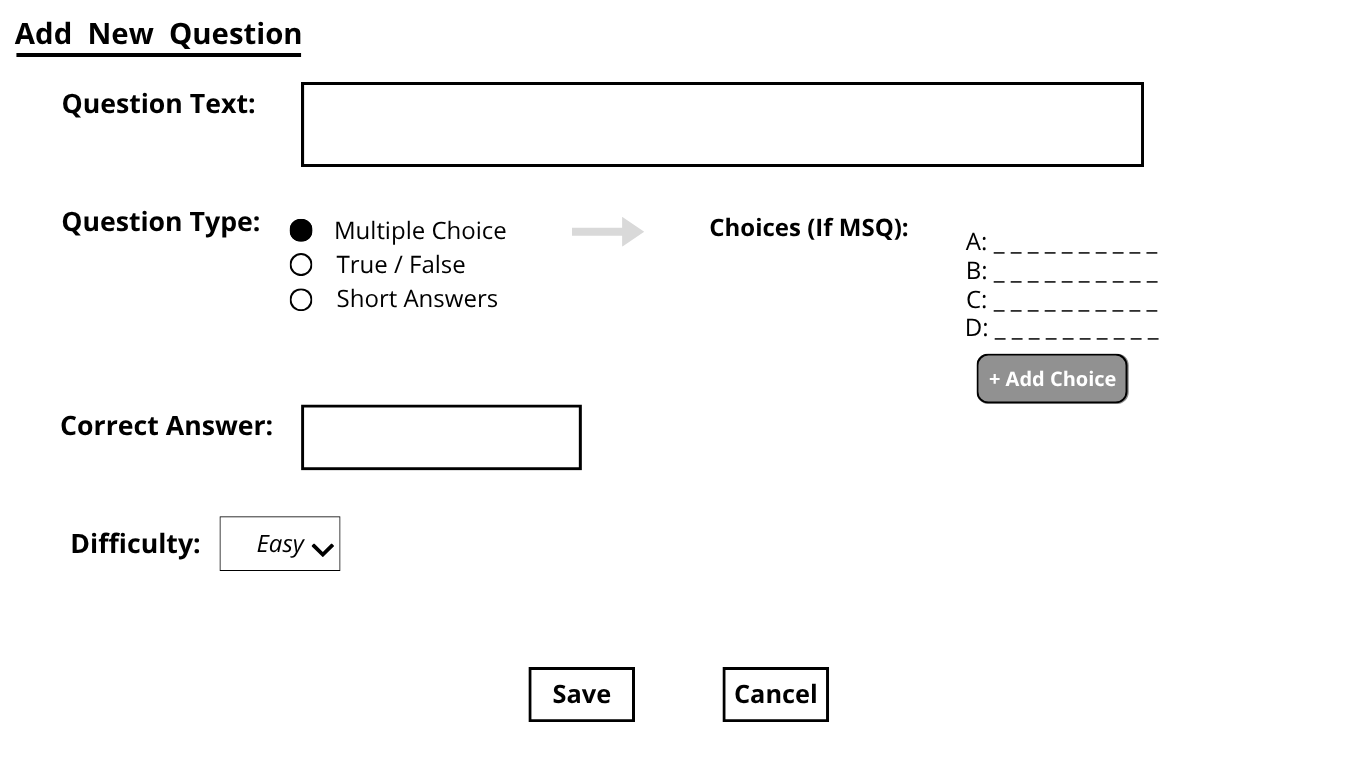 Add New Question
Question Text:
Question Type:
Multiple Choice
True / False
Short Answers
Choices (If MSQ):
A: _ _ _ _ _ _ _ _ _ _
B: _ _ _ _ _ _ _ _ _ _
C: _ _ _ _ _ _ _ _ _ _
D: _ _ _ _ _ _ _ _ _ _
+ Add Choice
Correct Answer:
Difficulty:
Easy
Save
Cancel